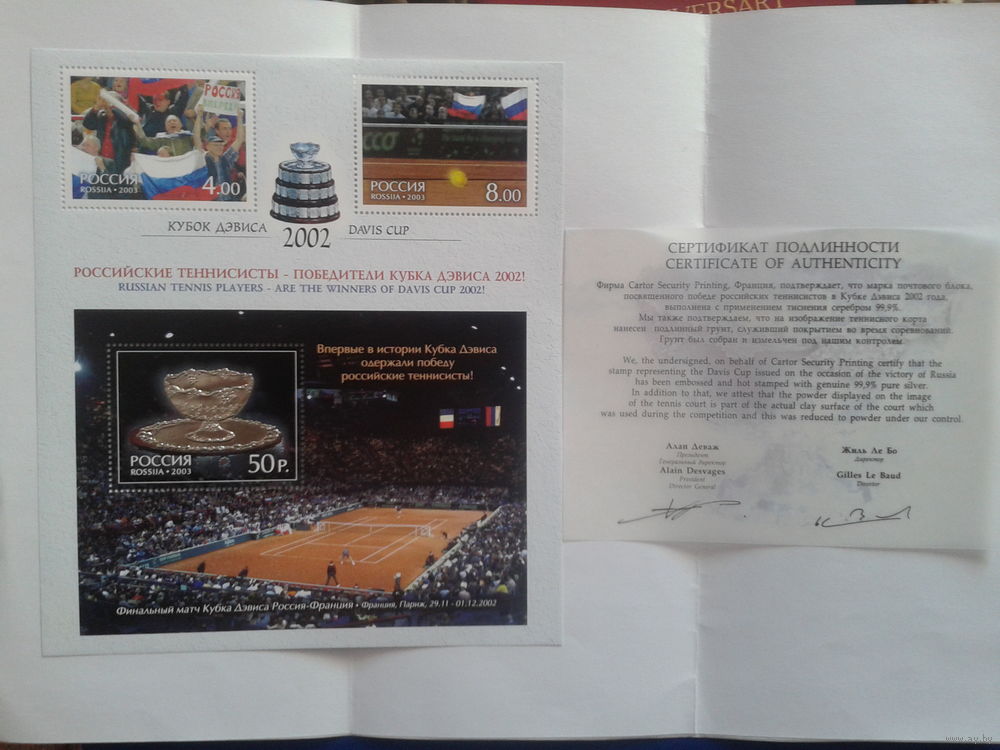 VERSARY
РОССИЯ
РОССИЯ
ROSSIJA • 2003
4.00
РОССИЯ
ROSSIJA • 2003
8.00
КУБОК ДЭВИСА
2002
DAVIS CUP
РОССИЙСКИЕ ТЕННИСИСТЫ - ПОБЕДИТЕЛИ КУБКА ДЭВИСА 2002!
RUSSIAN TENNIS PLAYERS - ARE THE WINNERS OF DAVIS CUP 2002!
Впервые в истории Кубка Дэвиса
одержали победу
российские теннисисты!
РОССИЯ
ROSSIJA • 2003
50 Р.
Финальный матч Кубка Дэвиса Россия-Франция • Франция, Париж, 29.11 - 01.12.2002
СЕРТИФИКАТ ПОДЛИННОСТИ
CERTIFICATE OF AUTHENTICITY
Фирма Cartor Security Printing, Франция, подтверждает, что марка почтового блока,
посвященного победе российских теннисистов в Кубке Дэвиса 2002 года,
выполнена с применением тиснения серебром 99,9%.
Мы также подтверждаем, что на изображение теннисного корта
нанесен подлинный грунт, служивший покрытием во время соревнований.
Грунт был собран и измельчен под нашим контролем.
We, the undersigned, on behalf of Cartor Security Printing certify that the
stamp representing the Davis Cup issued on the occasion of the victory of Russia
has been embossed and hot stamped with genuine 99,9% pure silver.
In addition to that, we attest that the powder displayed on the image
of the tennis court is part of the actual clay surface of the court which
was used during the competition and this was reduced to powder under our control.
Алан Деваж
Президент
Генеральный директор
Alain Desvages
President
Director General
Жиль Ле Бо
Директор
Gilles Le Baud
Director
www.ay.by